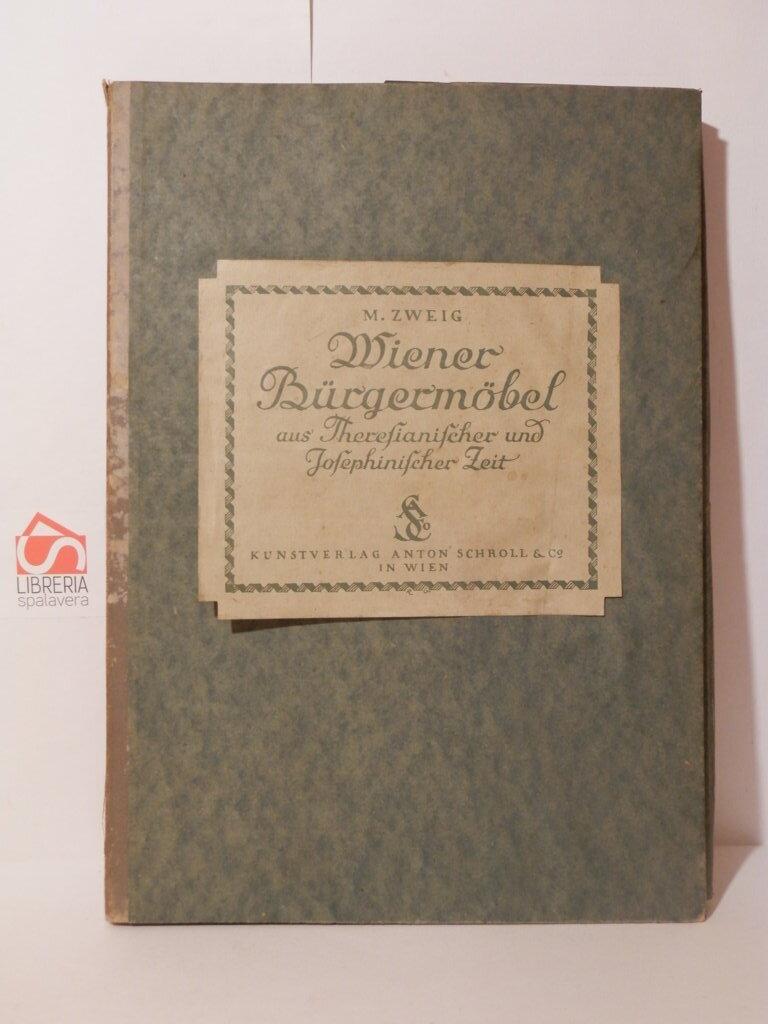 M. ZWEIG
Wiener
Bürgermöbel
aus Thereſianiſcher und
Joſephiniſcher Zeit
KUNSTVERLAG ANTON SCHROLL & Cº
IN WIEN
LIBRERIA
spalavera